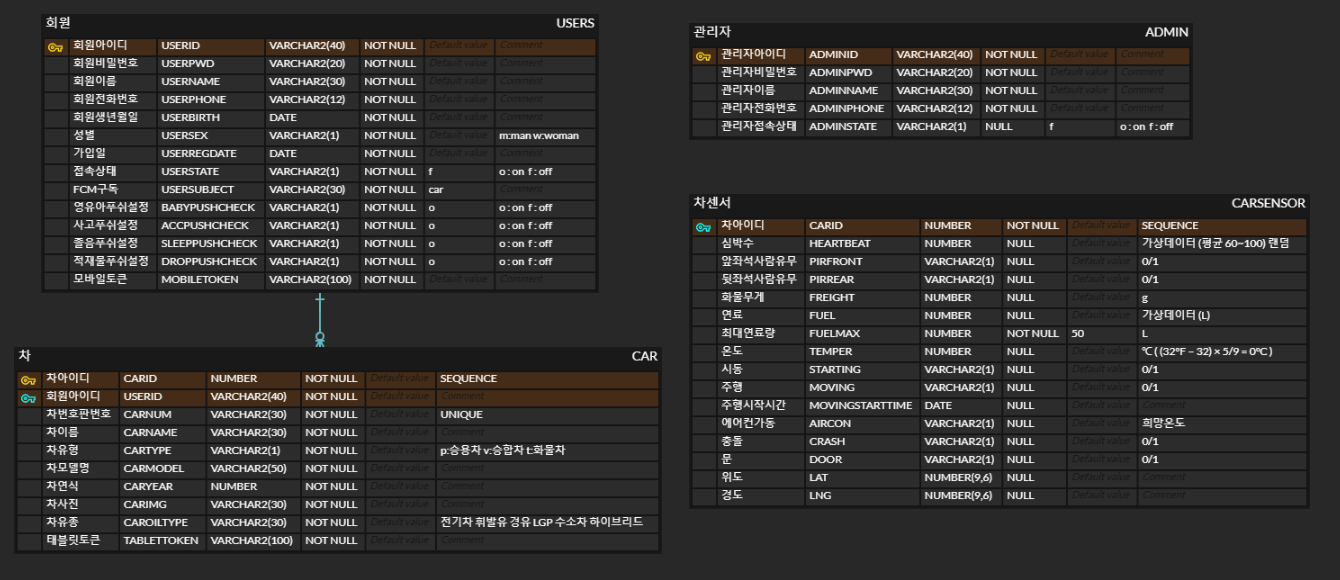 회원 USERS
회원아이디 USERID VARCHAR2(40) NOT NULL Default value Comment
회원비밀번호 USERPWD VARCHAR2(20) NOT NULL Default value Comment
회원이름 USERNAME VARCHAR2(30) NOT NULL Default value Comment
회원전화번호 USERPHONE VARCHAR2(12) NOT NULL Default value Comment
회원생년월일 USERBIRTH DATE NOT NULL Default value Comment
성별 USERSEX VARCHAR2(1) NOT NULL Default value m:man w:woman
가입일 USERREGDATE DATE NOT NULL Default value Comment
접속상태 USERSTATE VARCHAR2(1) NOT NULL f o : on f : off
FCM구독 USERSUBJECT VARCHAR2(30) NOT NULL car Comment
영유아푸쉬설정 BABYPUSHCHECK VARCHAR2(1) NOT NULL o o : on f : off
사고푸쉬설정 ACCPUSHCHECK VARCHAR2(1) NOT NULL o o : on f : off
졸음푸쉬설정 SLEEPPUSHCHECK VARCHAR2(1) NOT NULL o o : on f : off
적재물푸쉬설정 DROPPUSHCHECK VARCHAR2(1) NOT NULL o o : on f : off
모바일토큰 MOBILETOKEN VARCHAR2(100) NOT NULL Default value Comment
차 CAR
차아이디 CARID NUMBER NOT NULL Default value SEQUENCE
회원아이디 USERID VARCHAR2(40) NOT NULL Default value Comment
차번호판번호 CARNUM VARCHAR2(30) NOT NULL Default value UNIQUE
차이름 CARNAME VARCHAR2(30) NOT NULL Default value Comment
차유형 CARTYPE VARCHAR2(1) NOT NULL Default value p:승용차 v:승합차 t:화물차
차모델명 CARMODEL VARCHAR2(50) NOT NULL Default value Comment
차연식 CARYEAR NUMBER NOT NULL Default value Comment
차사진 CARIMG VARCHAR2(30) NOT NULL Default value Comment
차유종 CAROILTYPE VARCHAR2(30) NOT NULL Default value 전기차 휘발유 경유 LGP 수소차 하이브리드
태블릿토큰 TABLETTOKEN VARCHAR2(100) NOT NULL Default value Comment
관리자 ADMIN
관리자아이디 ADMINID VARCHAR2(40) NOT NULL Default value Comment
관리자비밀번호 ADMINPWD VARCHAR2(20) NOT NULL Default value Comment
관리자이름 ADMINNAME VARCHAR2(30) NOT NULL Default value Comment
관리자전화번호 ADMINPHONE VARCHAR2(12) NOT NULL Default value Comment
관리자접속상태 ADMINSTATE VARCHAR2(1) NULL f o : on f : off
차센서 CARSENSOR
차아이디 CARID NUMBER NOT NULL Default value SEQUENCE
심박수 HEARTBEAT NUMBER NULL Default value 가상데이터 (평균 60~100) 랜덤
앞좌석사람유무 PIRFRONT VARCHAR2(1) NULL Default value 0/1
뒷좌석사람유무 PIRREAR VARCHAR2(1) NULL Default value 0/1
화물무게 FREIGHT NUMBER NULL Default value g
연료 FUEL NUMBER NULL Default value 가상데이터 (L)
최대연료량 FUELMAX NUMBER NOT NULL 50 L
온도 TEMPER NUMBER NULL Default value ℃ ( (32°F − 32) × 5/9 = 0°C )
시동 STARTING VARCHAR2(1) NULL Default value 0/1
주행 MOVING VARCHAR2(1) NULL Default value 0/1
주행시작시간 MOVINGSTARTTIME DATE NULL Default value Comment
에어컨가동 AIRCON VARCHAR2(1) NULL Default value 희망온도
충돌 CRASH VARCHAR2(1) NULL Default value 0/1
문 DOOR VARCHAR2(1) NULL Default value 0/1
위도 LAT NUMBER(9,6) NULL Default value Comment
경도 LNG NUMBER(9,6) NULL Default value Comment